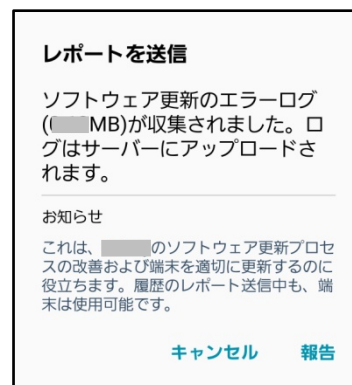 レポートを送信
ソフトウェア更新のエラーログ
(MB)が収集されました。ロ
グはサーバーにアップロードさ
れます。
お知らせ
これは、のソフトウェア更新プロセ
スの改善および端末を適切に更新するのに
役立ちます。履歴のレポート送信中も、端
末は使用可能です。
キャンセル 報告